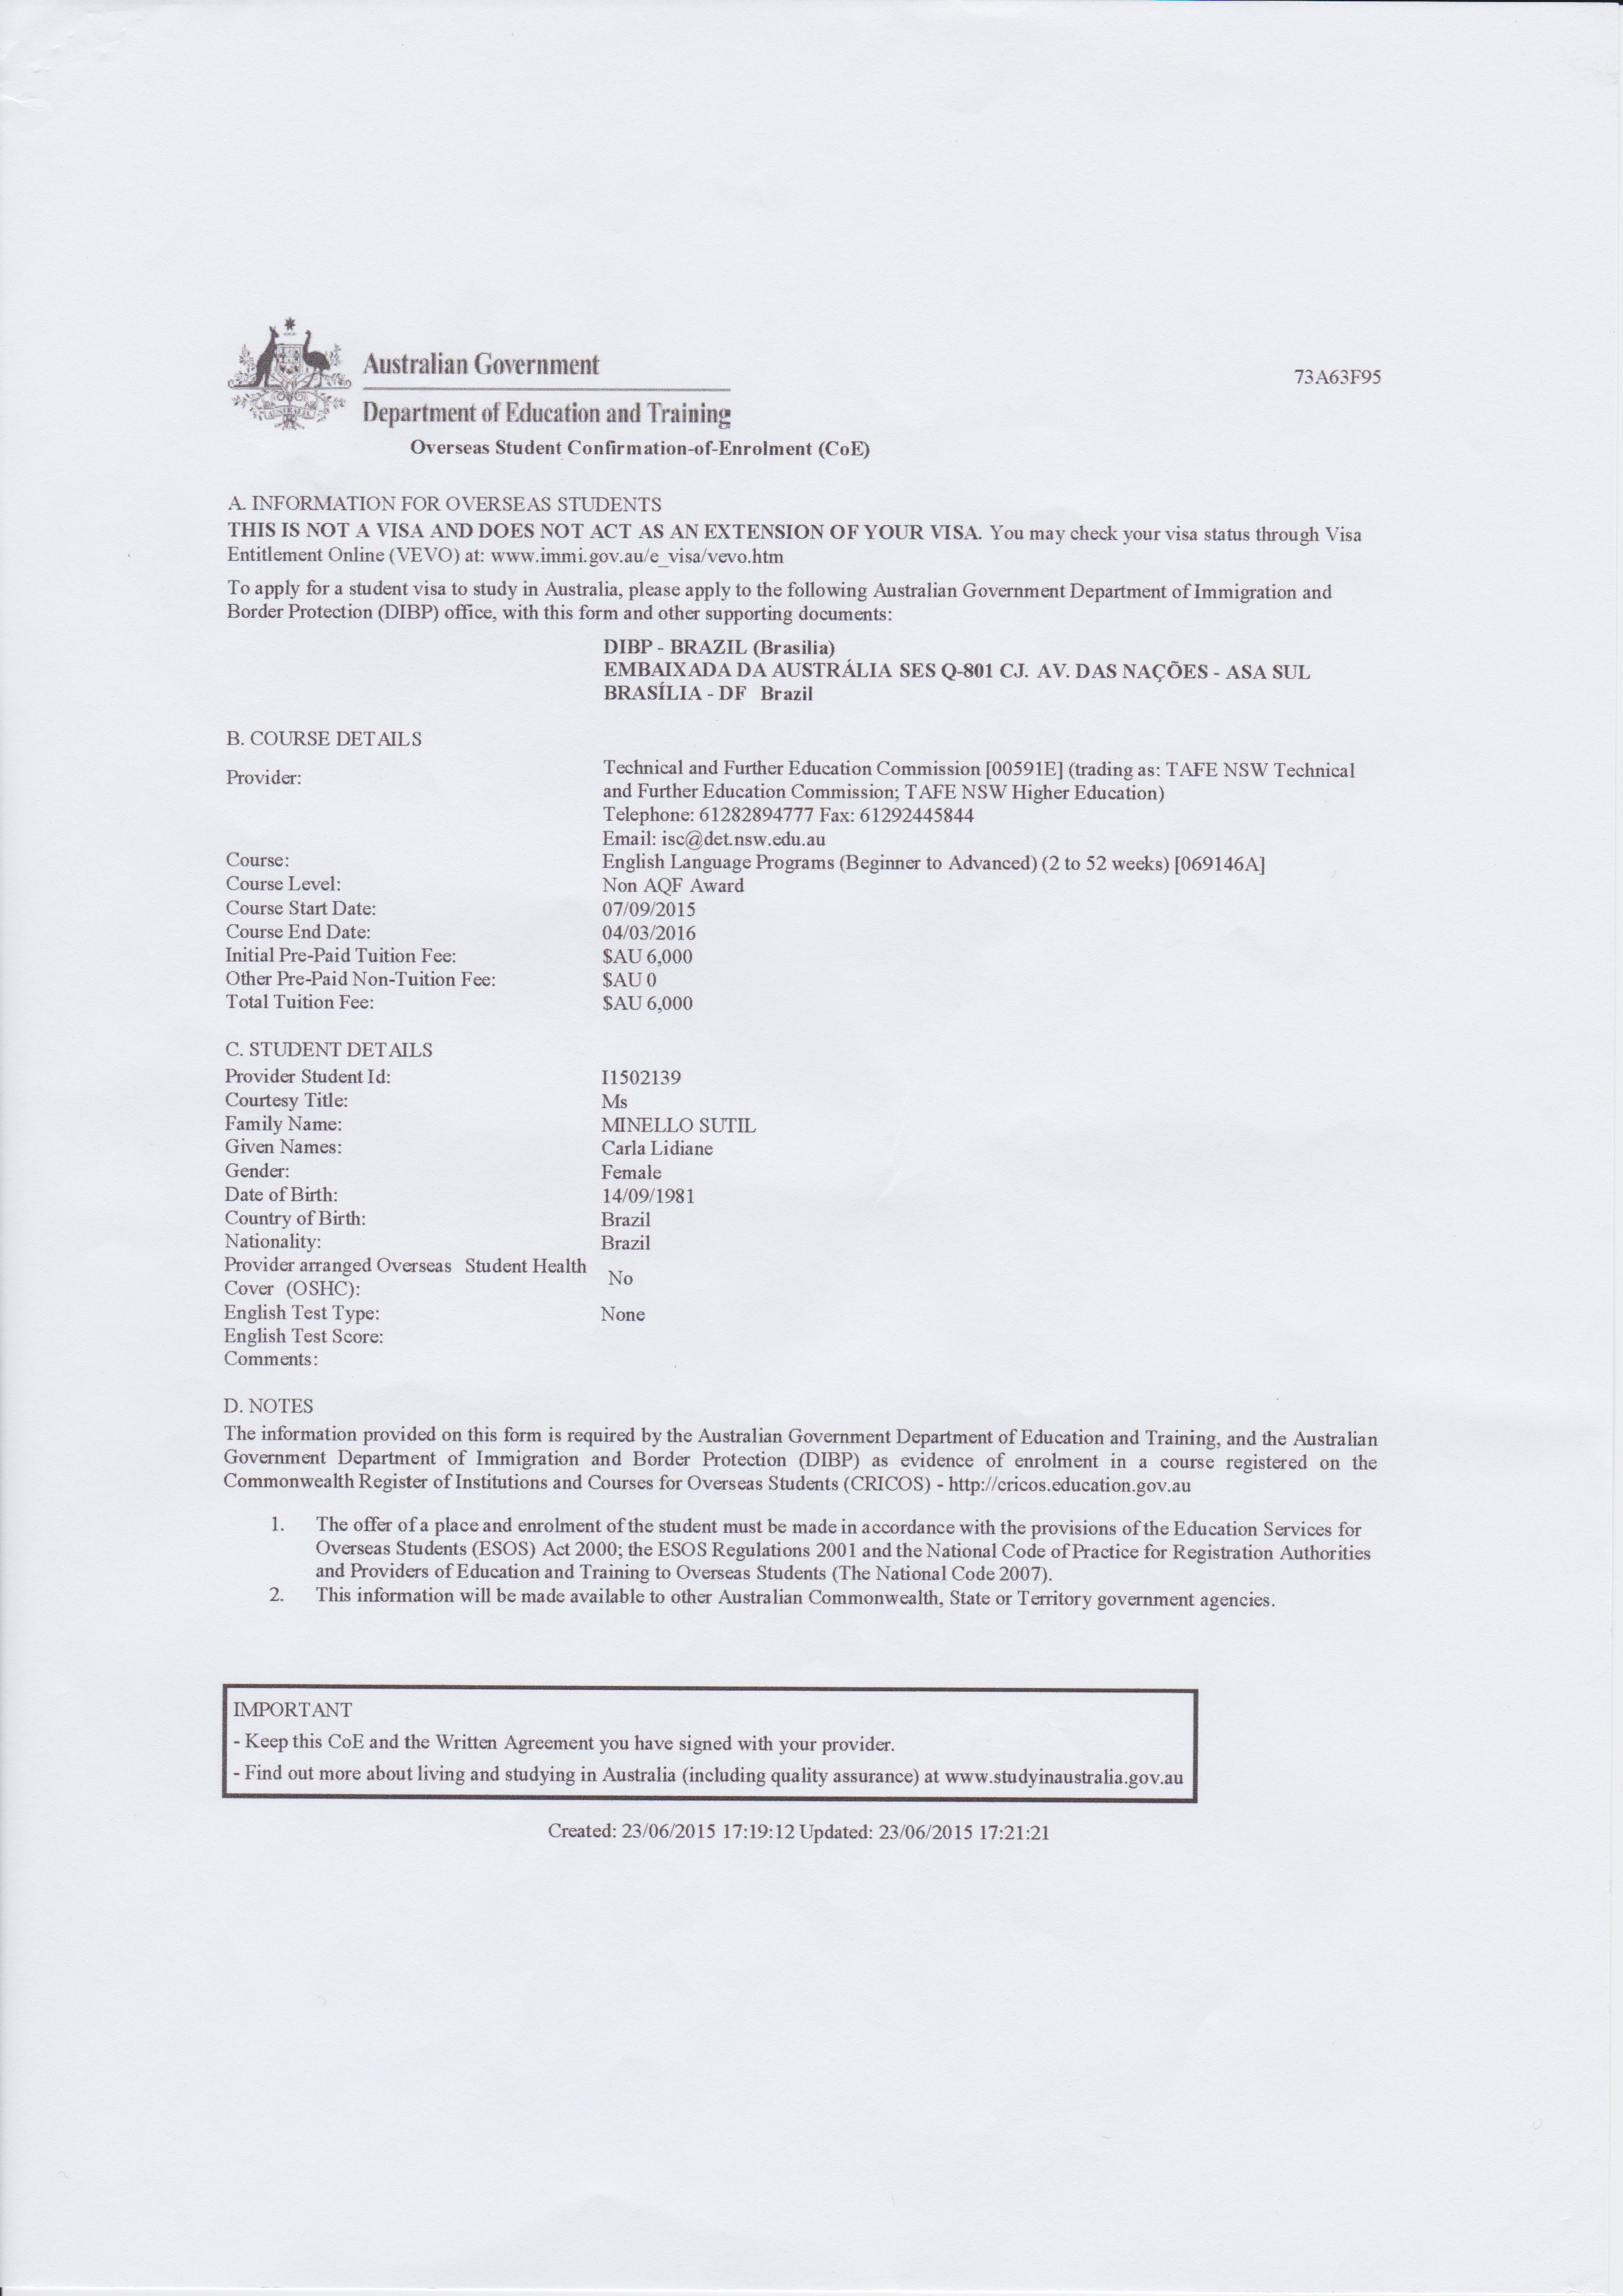 Australian Government
73A63F95
Department of Education and Training
Overseas Student Confirmation-of-Enrolment (CoE)
A. INFORMATION FOR OVERSEAS STUDENTS
THIS IS NOT A VISA AND DOES NOT ACT AS AN EXTENSION OF YOUR VISA. You may check your visa status through Visa
Entitlement Online (VEVO) at: www.immi.gov.au/e_visa/vevo.htm
To apply for a student visa to study in Australia, please apply to the following Australian Government Department of Immigration and
Border Protection (DIBP) office, with this form and other supporting documents:
DIBP - BRAZIL (Brasilia)
EMBAIXADA DA AUSTRÁLIA SES Q-801 CJ. AV. DAS NAÇÕES - ASA SUL
BRASÍLIA - DF Brazil
B. COURSE DETAILS
Provider: Technical and Further Education Commission [00591E] (trading as: TAFE NSW Technical
and Further Education Commission; TAFE NSW Higher Education)
Telephone: 61282894777 Fax: 61292445844
Email: isc@det.nsw.edu.au
Course: English Language Programs (Beginner to Advanced) (2 to 52 weeks) [069146A]
Course Level: Non AQF Award
Course Start Date: 07/09/2015
Course End Date: 04/03/2016
Initial Pre-Paid Tuition Fee: $AU 6,000
Other Pre-Paid Non-Tuition Fee: $AU 0
Total Tuition Fee: $AU 6,000
C. STUDENT DETAILS
Provider Student Id: I1502139
Courtesy Title: Ms
Family Name: MINELLO SUTIL
Given Names: Carla Lidiane
Gender: Female
Date of Birth: 14/09/1981
Country of Birth: Brazil
Nationality: Brazil
Provider arranged Overseas Student Health
Cover (OSHC): No
English Test Type: None
English Test Score:
Comments:
D. NOTES
The information provided on this form is required by the Australian Government Department of Education and Training, and the Australian
Government Department of Immigration and Border Protection (DIBP) as evidence of enrolment in a course registered on the
Commonwealth Register of Institutions and Courses for Overseas Students (CRICOS) - http://cricos.education.gov.au
1. The offer of a place and enrolment of the student must be made in accordance with the provisions of the Education Services for
Overseas Students (ESOS) Act 2000; the ESOS Regulations 2001 and the National Code of Practice for Registration Authorities
and Providers of Education and Training to Overseas Students (The National Code 2007).
2. This information will be made available to other Australian Commonwealth, State or Territory government agencies.
IMPORTANT
- Keep this CoE and the Written Agreement you have signed with your provider.
- Find out more about living and studying in Australia (including quality assurance) at www.studyinaustralia.gov.au
Created: 23/06/2015 17:19:12 Updated: 23/06/2015 17:21:21